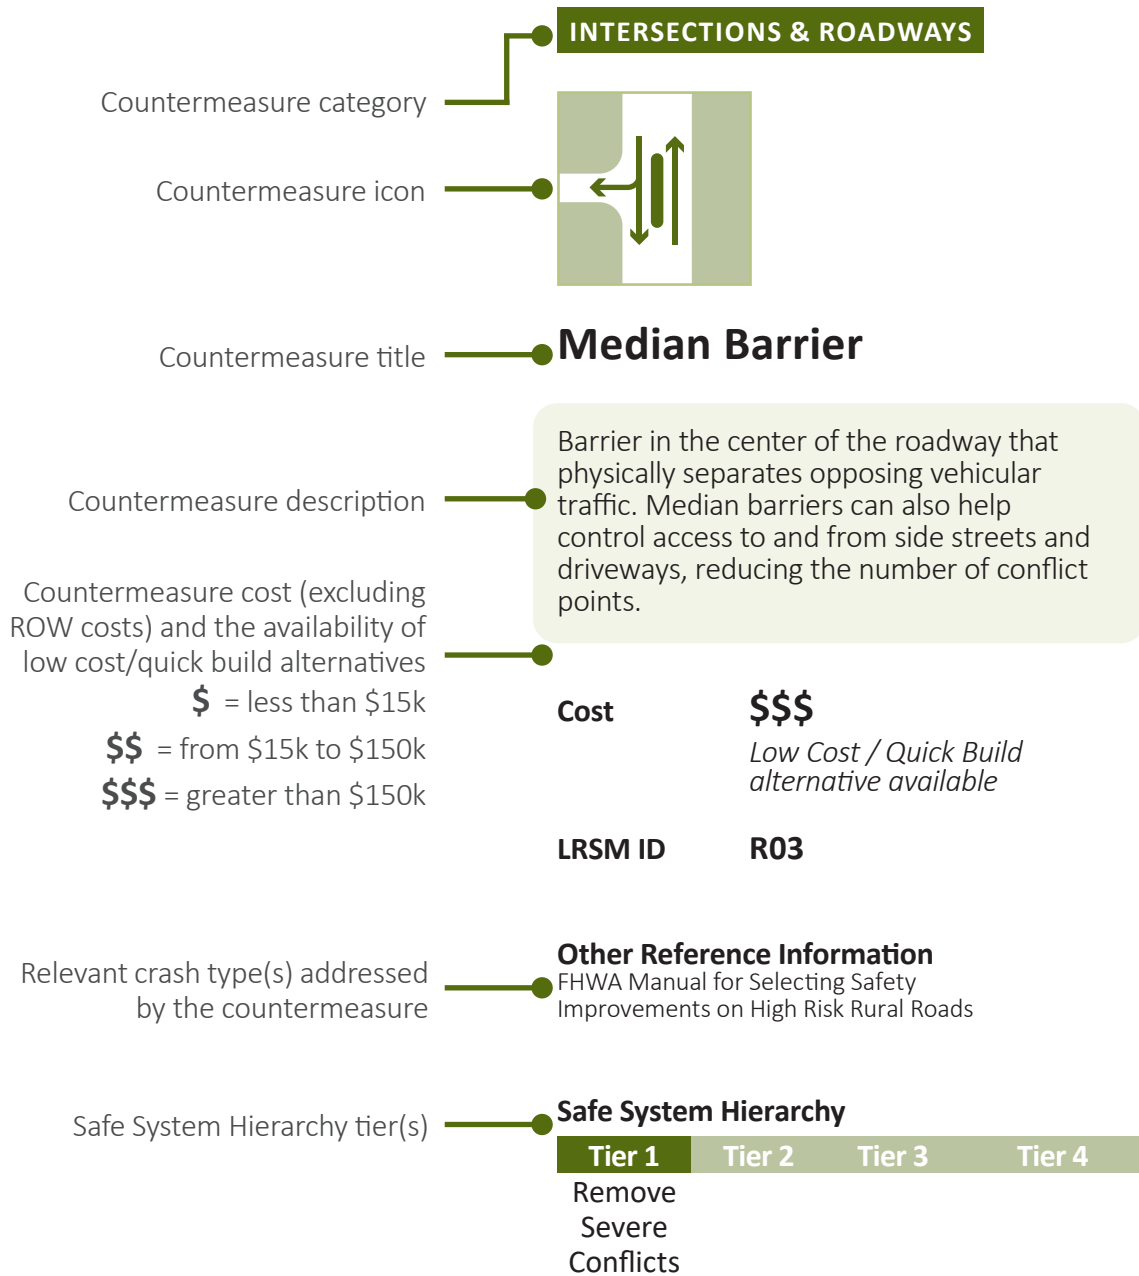 INTERSECTIONS & ROADWAYS
Countermeasure category
Countermeasure icon
Countermeasure title
Median Barrier
Countermeasure description
Barrier in the center of the roadway that
physically separates opposing vehicular
traffic. Median barriers can also help
control access to and from side streets and
driveways, reducing the number of conflict
points.
Countermeasure cost (excluding
ROW costs) and the availability of
low cost/quick build alternatives
$ = less than $15k
$$ = from $15k to $150k
$$$ = greater than $150k
Cost $$$
Low Cost / Quick Build
alternative available
LRSM ID R03
Relevant crash type(s) addressed
by the countermeasure
Other Reference Information
FHWA Manual for Selecting Safety
Improvements on High Risk Rural Roads
Safe System Hierarchy tier(s)
Safe System Hierarchy
Tier 1 Tier 2 Tier 3 Tier 4
Remove
Severe
Conflicts